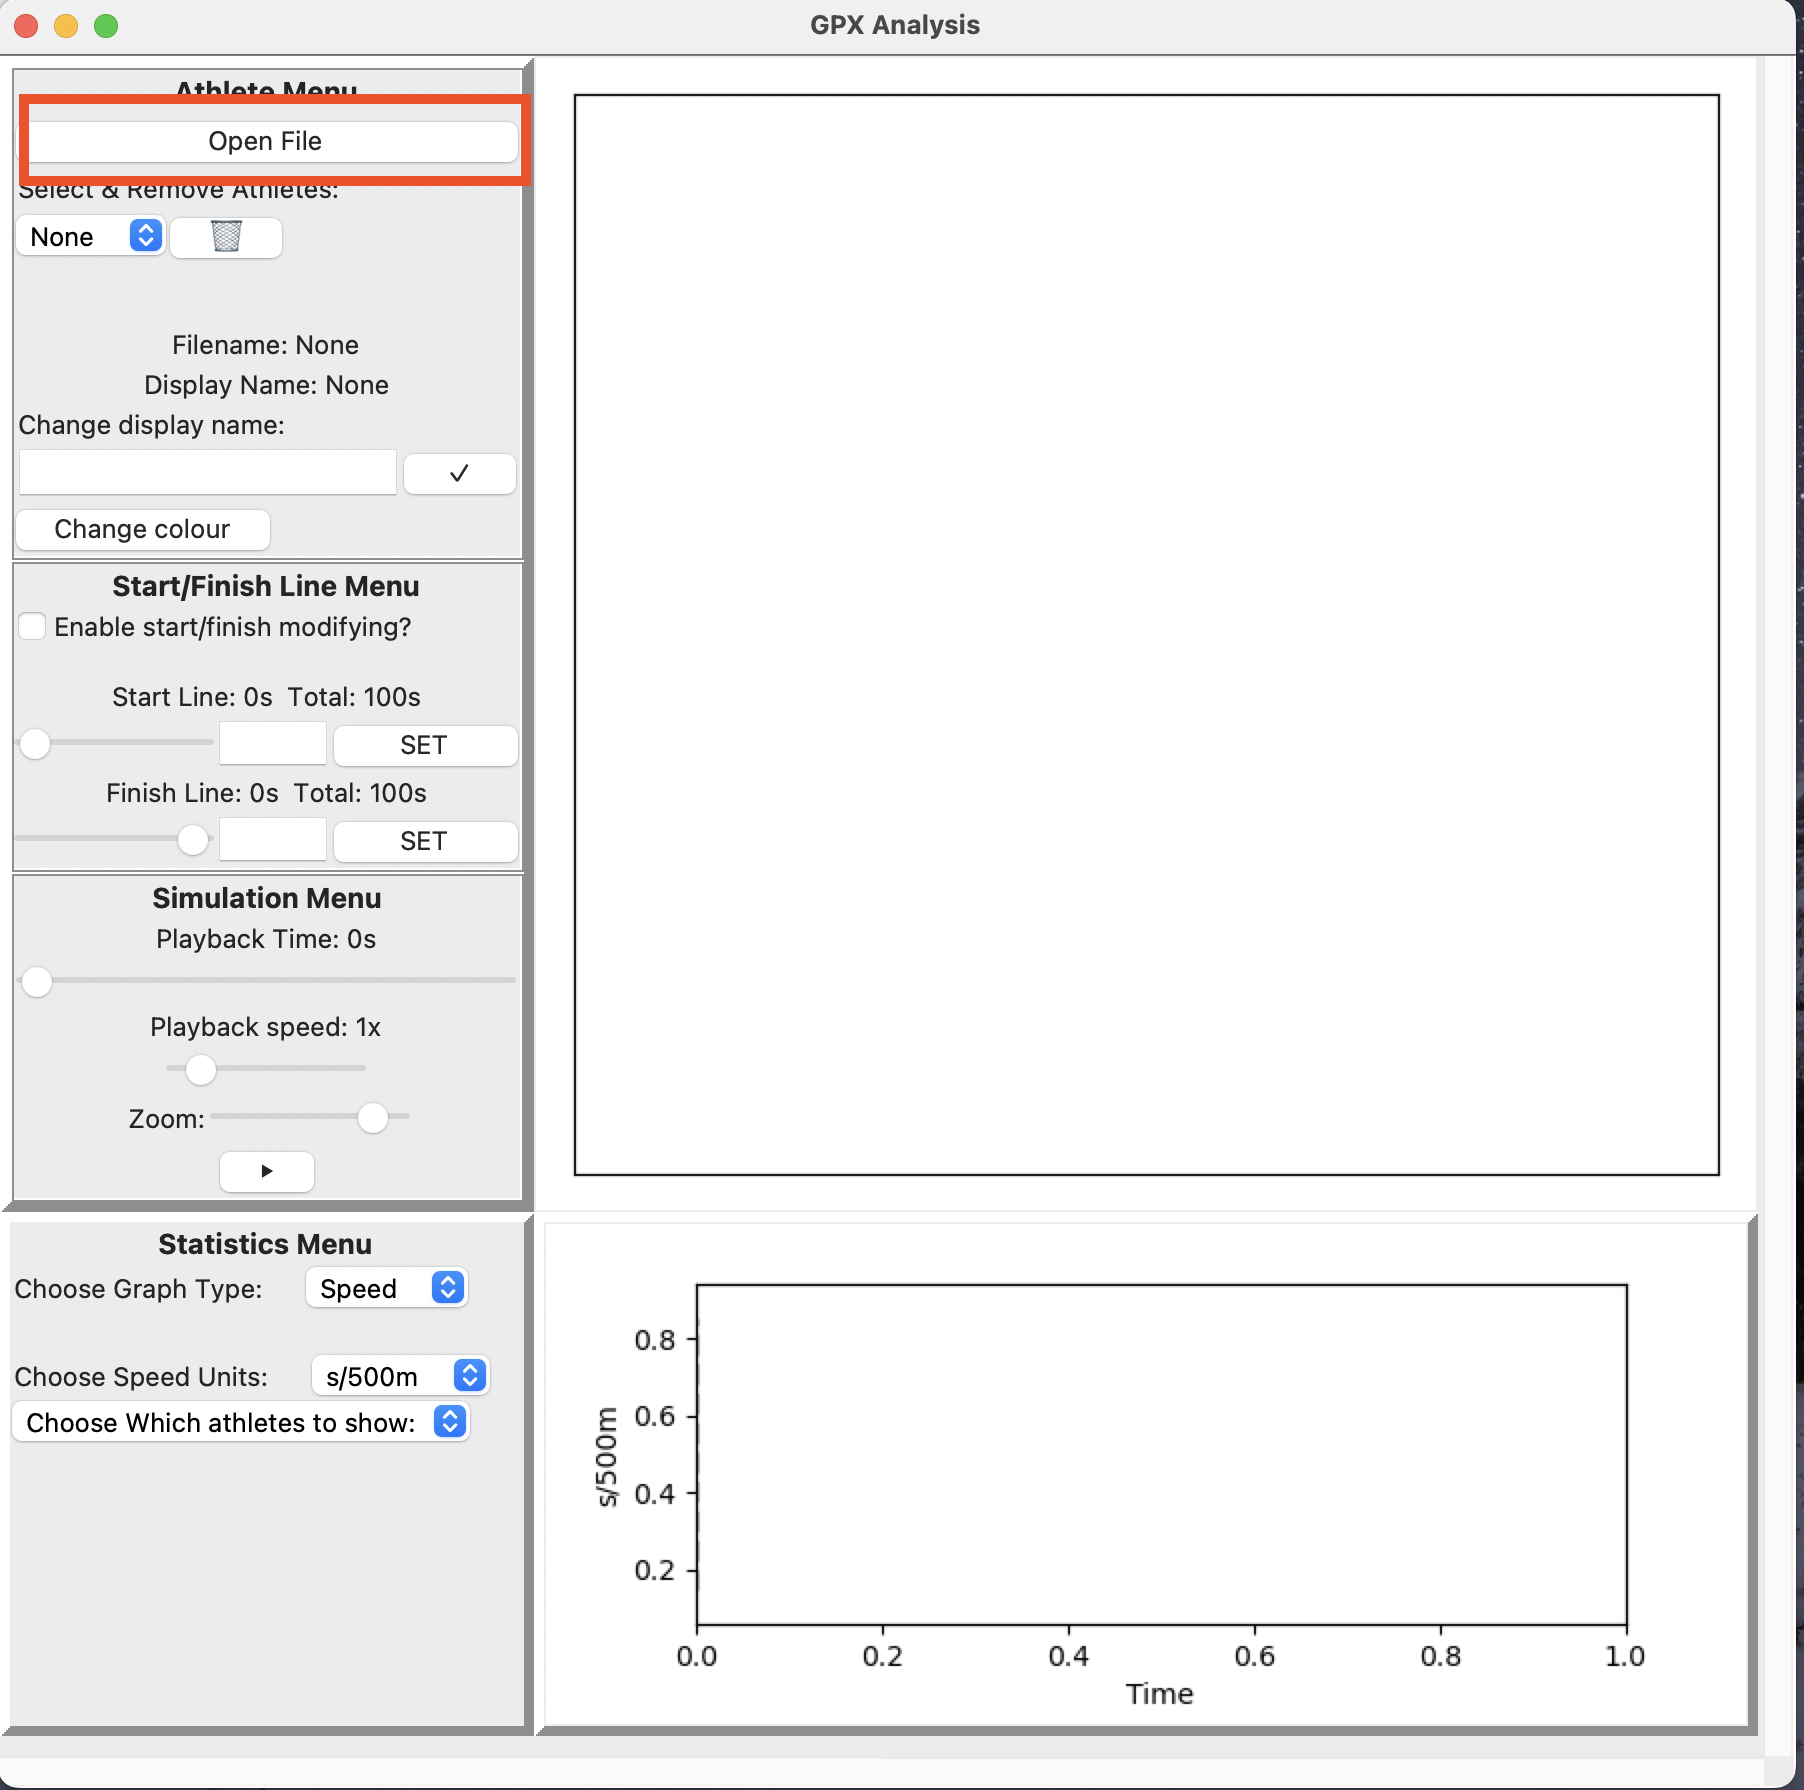 GPX Analysis
Athlete Menu
Open File
Select & Remove Athletes:
None
Filename: None
Display Name: None
Change display name:
✓
Change colour
Start/Finish Line Menu
Enable start/finish modifying?
Start Line: 0s Total: 100s
SET
Finish Line: 0s Total: 100s
SET
Simulation Menu
Playback Time: 0s
Playback speed: 1x
Zoom:
Statistics Menu
Choose Graph Type: Speed
Choose Speed Units: s/500m
Choose Which athletes to show:
s/500m
0.8
0.6
0.4
0.2
0.0 0.2 0.4 0.6 0.8 1.0
Time